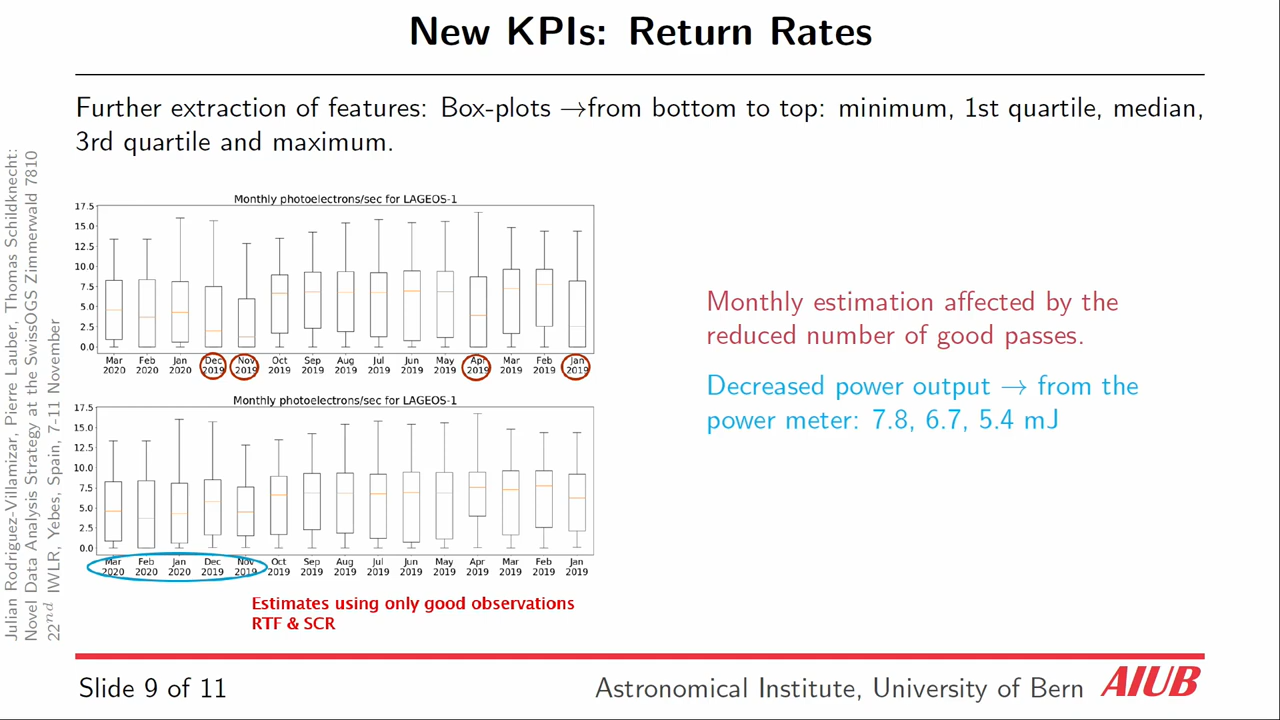 New KPIs: Return Rates
Further extraction of features: Box-plots →from bottom to top: minimum, 1st quartile, median,
3rd quartile and maximum.
Julian Rodriguez-Villamizar, Pierre Lauber, Thomas Schildknecht:
Novel Data Analysis Strategy at the SwissOGS Zimmerwald 7810
22nd IWLR, Yebes, Spain, 7-11 November
Monthly photoelectrons/sec for LAGEOS-1
17.5
15.0
12.5
10.0
7.5
5.0
2.5
0.0
Mar Feb Jan Dec Nov Oct Sep Aug Jul Jun May Apr Mar Feb Jan
2020 2020 2020 2019 2019 2019 2019 2019 2019 2019 2019 2019 2019 2019 2019
Monthly photoelectrons/sec for LAGEOS-1
17.5
15.0
12.5
10.0
7.5
5.0
2.5
0.0
Mar Feb Jan Dec Nov Oct Sep Aug Jul Jun May Apr Mar Feb Jan
2020 2020 2020 2019 2019 2019 2019 2019 2019 2019 2019 2019 2019 2019 2019
Estimates using only good observations
RTF & SCR
Monthly estimation affected by the
reduced number of good passes.
Decreased power output → from the
power meter: 7.8, 6.7, 5.4 mJ
Slide 9 of 11
Astronomical Institute, University of Bern
AIUB